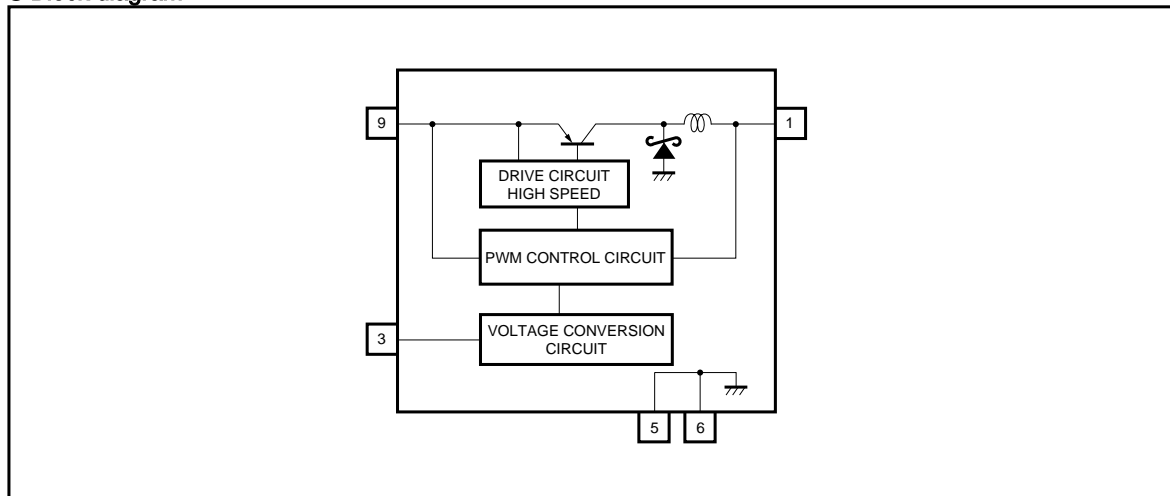 9
1
DRIVE CIRCUIT
HIGH SPEED
PWM CONTROL CIRCUIT
3
VOLTAGE CONVERSION
CIRCUIT
5
6